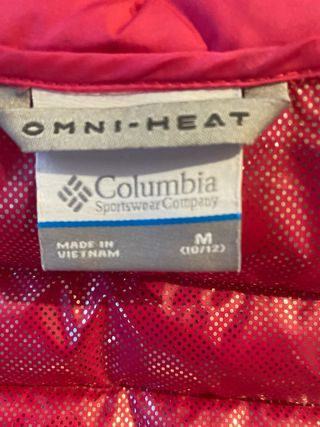 OMNI-HEAT
Columbia
Sportswear Company
MADE IN
VIETNAM
M
(10/12)